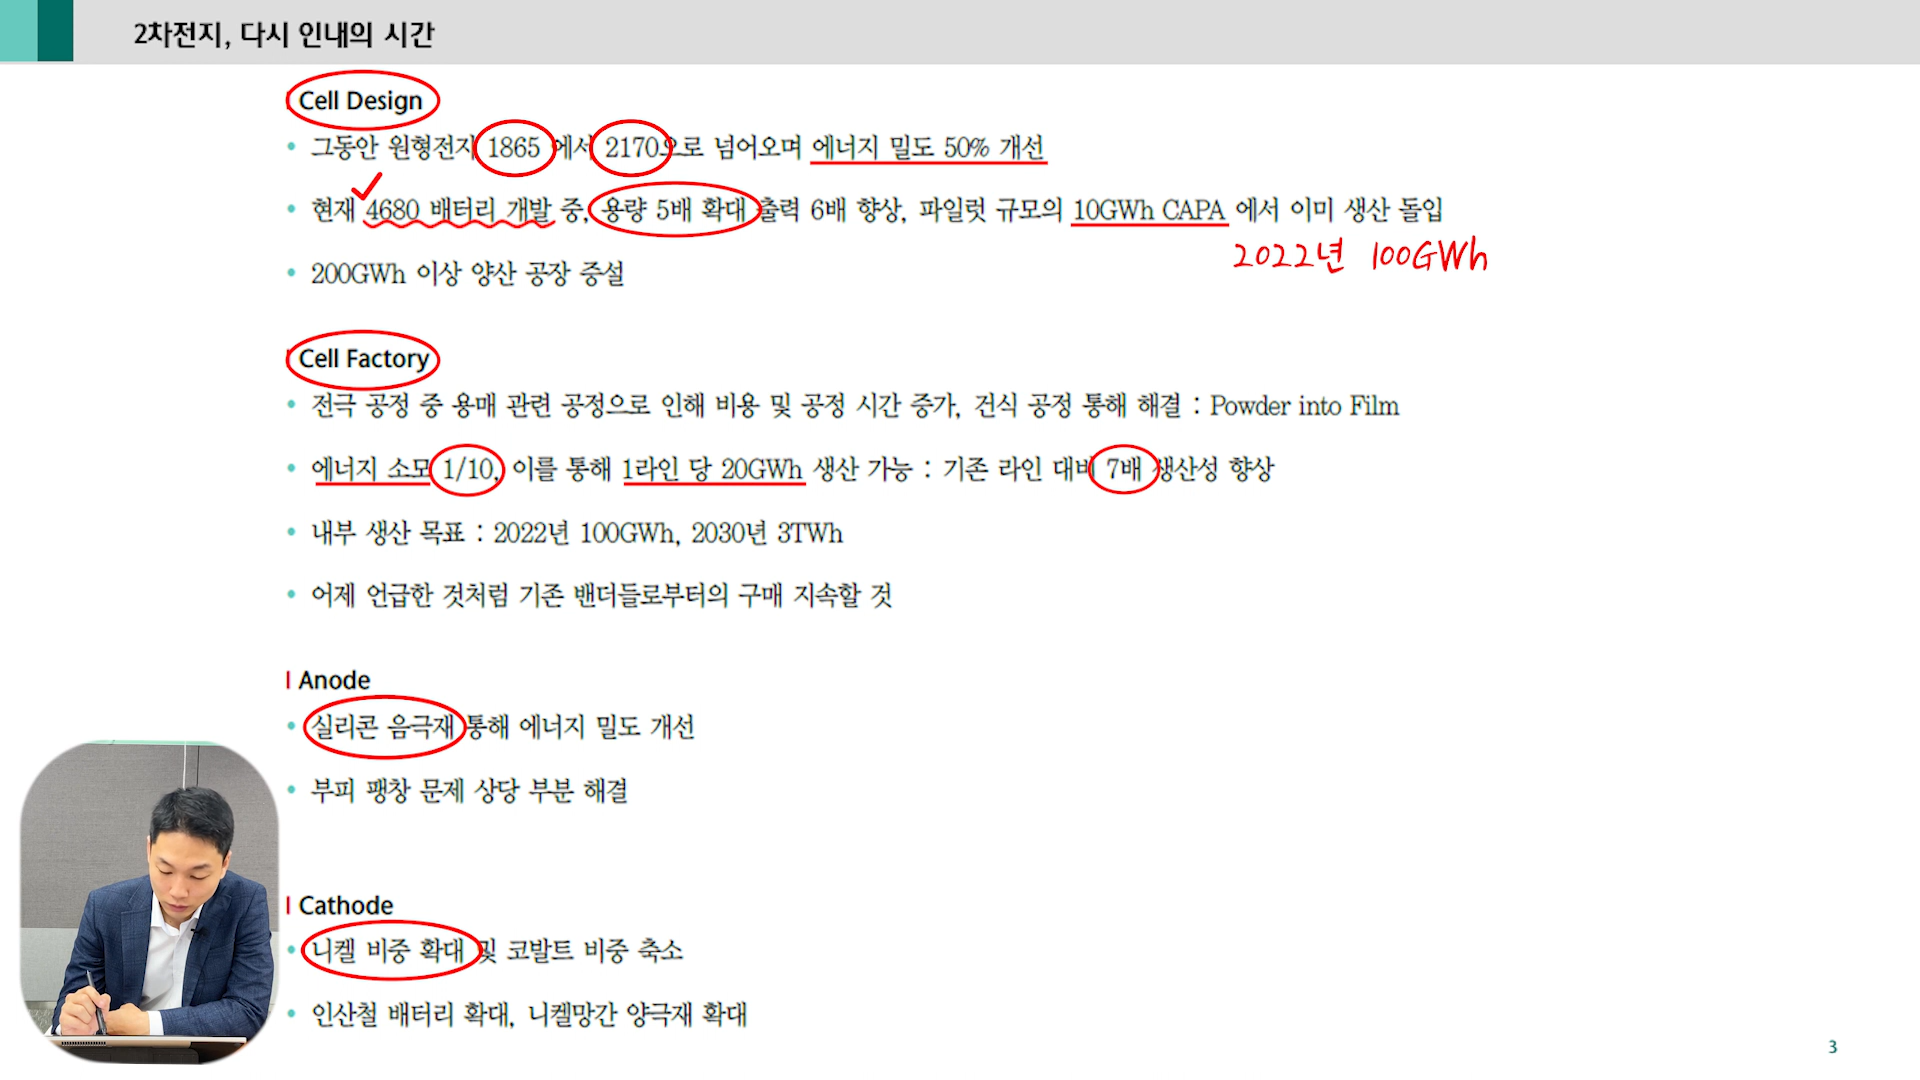 2차전지, 다시 인내의 시간
Cell Design
• 그동안 원형전지 1865 에서 2170으로 넘어오며 에너지 밀도 50% 개선
• 현재 4680 배터리 개발 중, 용량 5배 확대 출력 6배 향상, 파일럿 규모의 10GWh CAPA 에서 이미 생산 돌입
2022년 100GWh
• 200GWh 이상 양산 공장 증설
Cell Factory
• 전극 공정 중 용매 관련 공정으로 인해 비용 및 공정 시간 증가, 건식 공정 통해 해결 : Powder into Film
• 에너지 소모 1/10, 이를 통해 1라인 당 20GWh 생산 가능 : 기존 라인 대비 7배 생산성 향상
• 내부 생산 목표 : 2022년 100GWh, 2030년 3TWh
• 어제 언급한 것처럼 기존 밴더들로부터의 구매 지속할 것
Anode
• 실리콘 음극재 통해 에너지 밀도 개선
• 부피 팽창 문제 상당 부분 해결
Cathode
• 니켈 비중 확대 및 코발트 비중 축소
• 인산철 배터리 확대, 니켈망간 양극재 확대
3